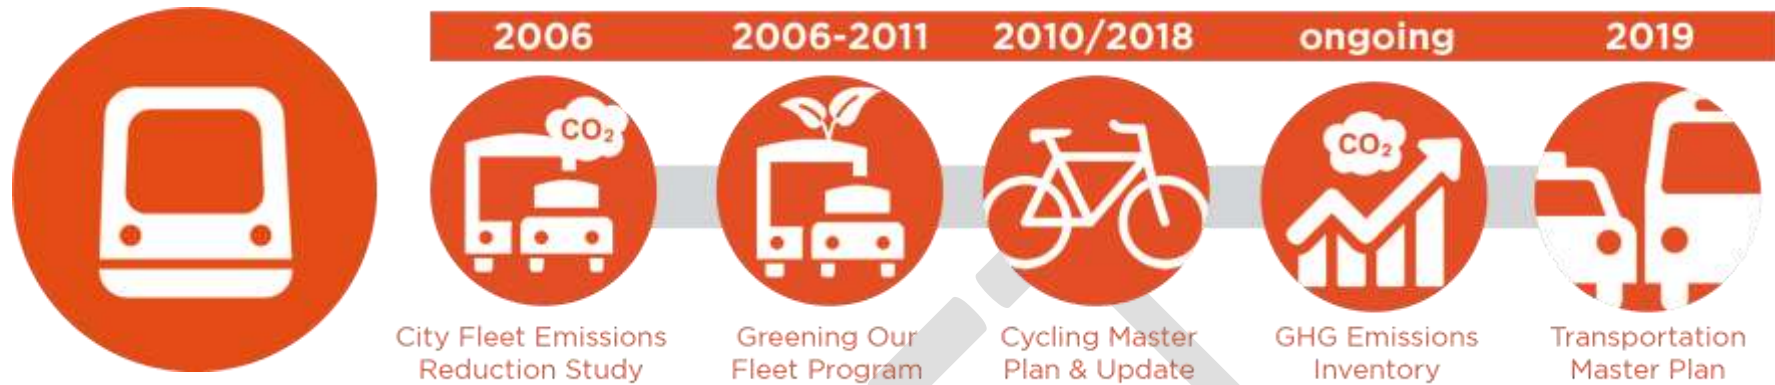 2006 2006-2011 2010/2018 ongoing 2019
CO₂ CO₂
City Fleet Emissions Greening Our Cycling Master GHG Emissions Transportation
Reduction Study Fleet Program Plan & Update Inventory Master Plan